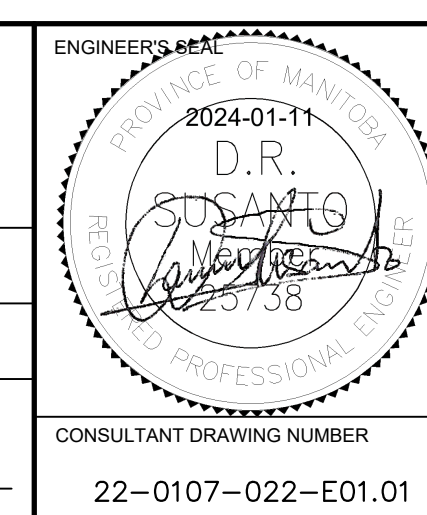 ENGINEER'S SEAL
PROVINCE OF MANITOBA
2024-01-11
D.R.
SUSANTO
Member
25738
REGISTERED PROFESSIONAL ENGINEER
CONSULTANT DRAWING NUMBER
22-0107-022-E01.01